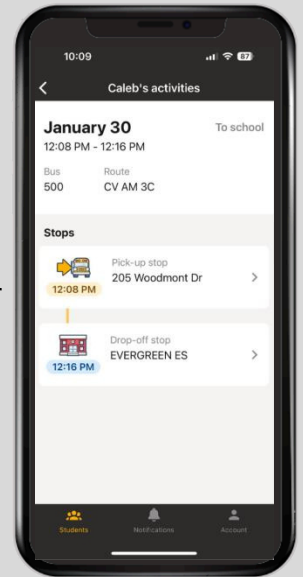 10:09
87
Caleb's activities
January 30
To school
12:08 PM - 12:16 PM
Bus
Route
500
CV AM 3C
Stops
Pick-up stop
205 Woodmont Dr
12:08 PM
Drop-off stop
EVERGREEN ES
12:16 PM
Students
Notifications
Account